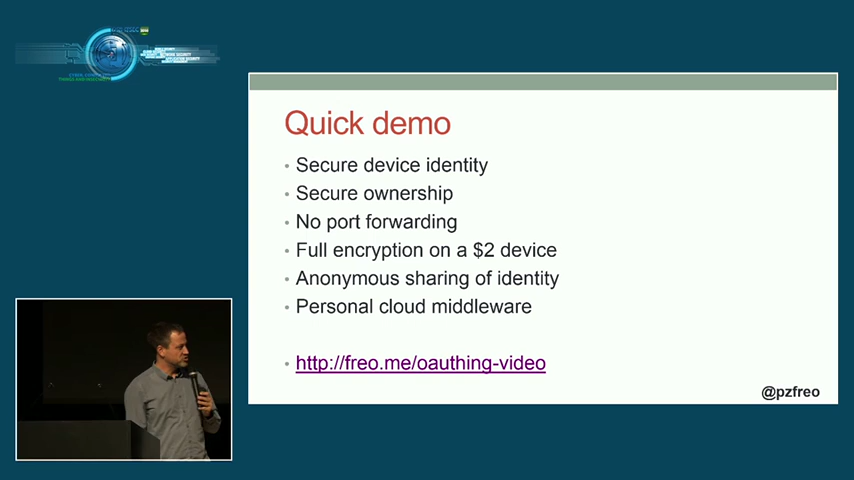 Quick demo
• Secure device identity
• Secure ownership
• No port forwarding
• Full encryption on a $2 device
• Anonymous sharing of identity
• Personal cloud middleware
• http://freo.me/oauthing-video
@pzfreo